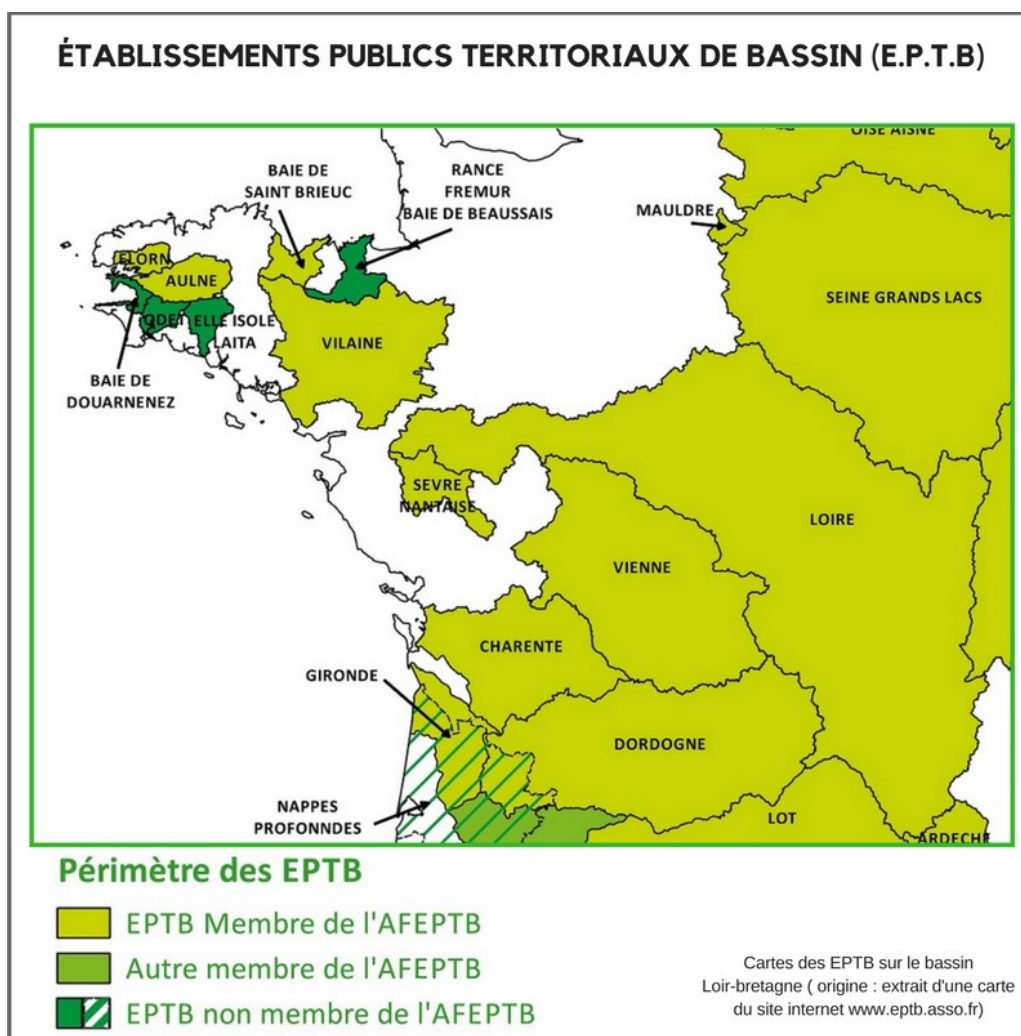 ÉTABLISSEMENTS PUBLICS TERRITORIAUX DE BASSIN (E.P.T.B)
OISE AISNE
BAIE DE
SAINT BRIEUC
RANCE
FREMUR
BAIE DE BEAUSSAIS
MAULDRE
ELORN
AULNE
SEINE GRANDS LACS
ODET
ELLE ISOLE
LAITA
VILAINE
BAIE DE
DOUARNENEZ
SEVRE
NANTAISE
LOIRE
VIENNE
CHARENTE
GIRONDE
DORDOGNE
NAPPES
PROFONNDES
LOT
ARDECHE
Périmètre des EPTB
EPTB Membre de l'AFEPTB
Autre membre de l'AFEPTB
EPTB non membre de l'AFEPTB
Cartes des EPTB sur le bassin
Loir-bretagne ( origine : extrait d'une carte
du site internet www.eptb.asso.fr)